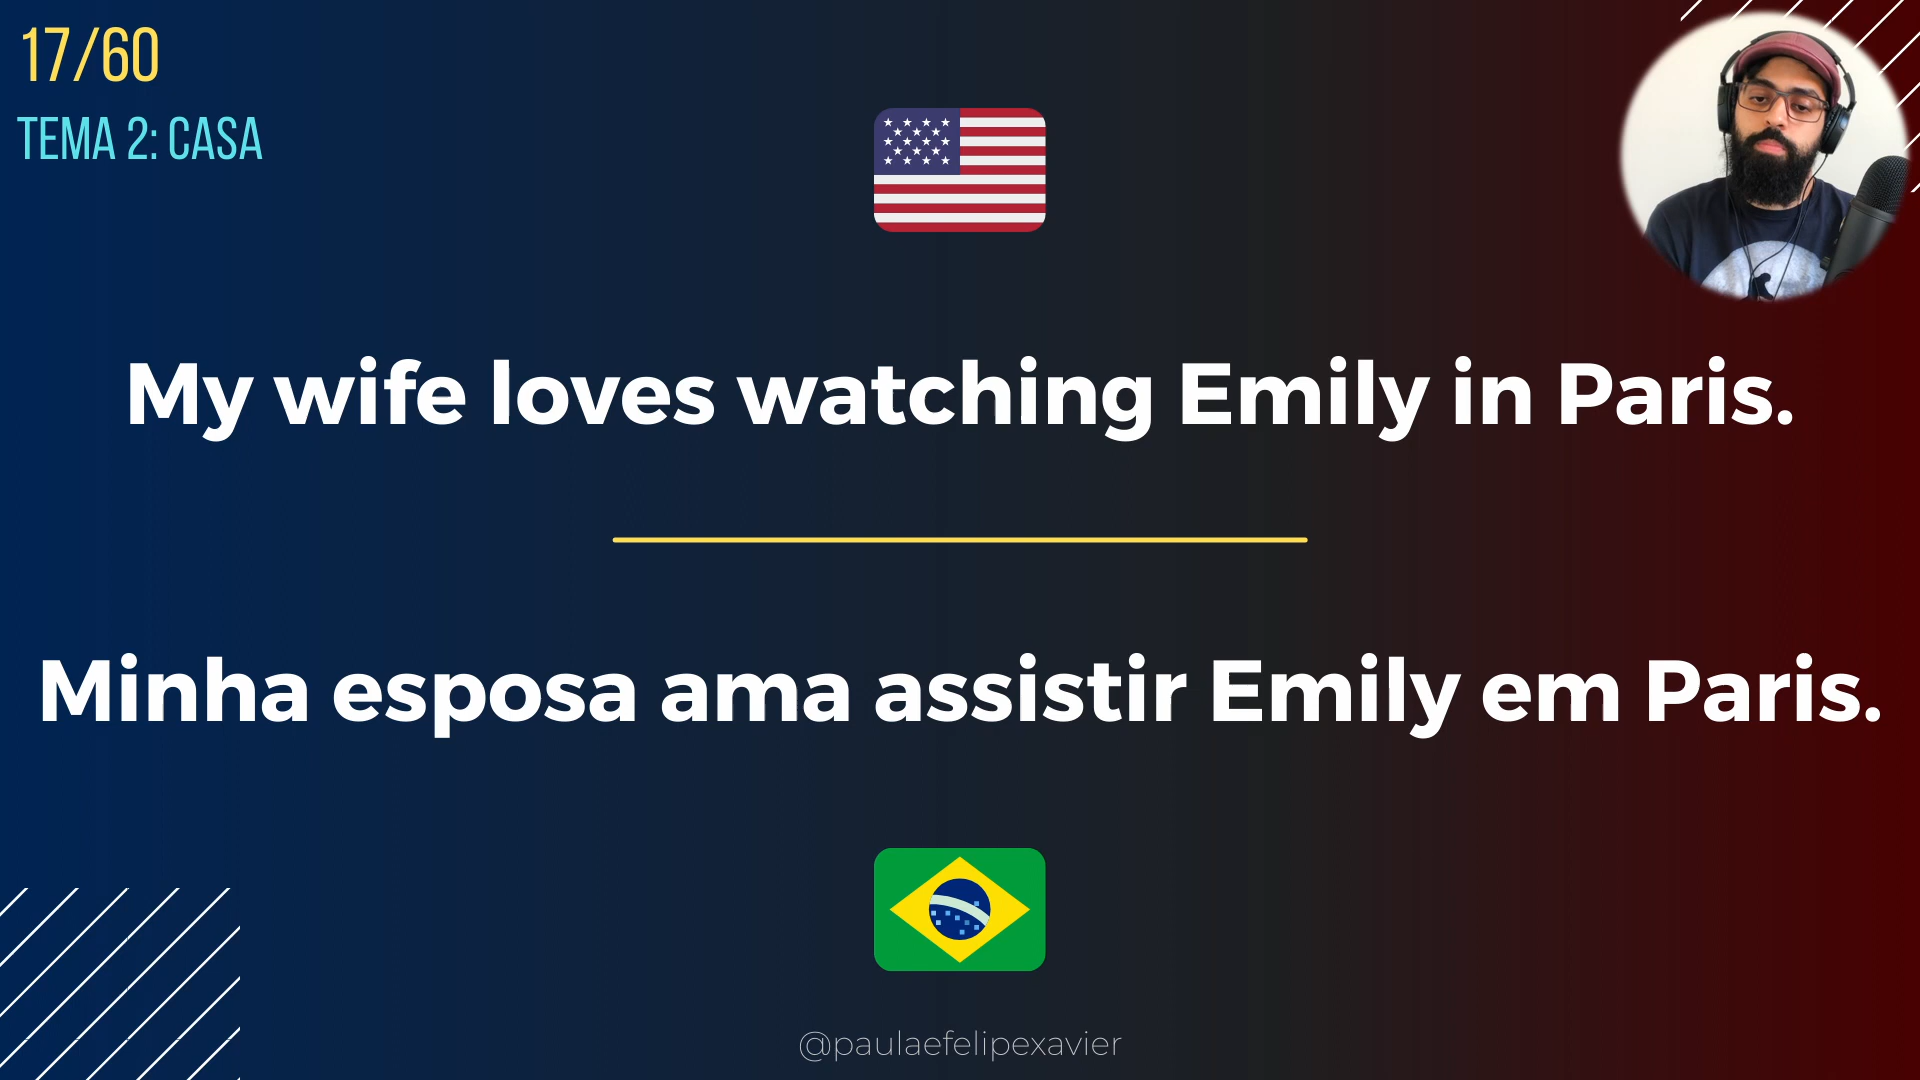 17/60
TEMA 2: CASA
My wife loves watching Emily in Paris.
Minha esposa ama assistir Emily em Paris.
@paulaefelipexavier